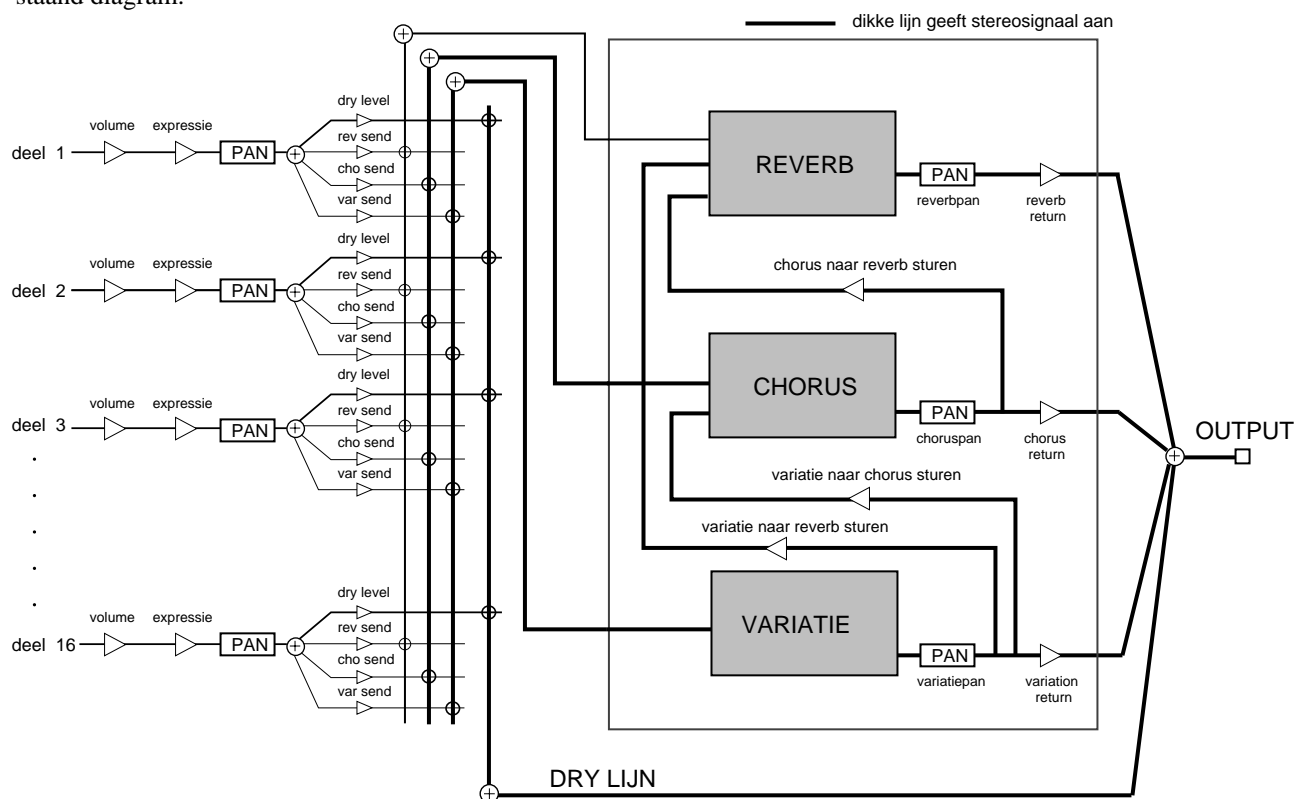 staand diagram.
dikke lijn geeft stereosignaal aan
dry level
volume expressie
rev send
deel 1
PAN
cho send
var send
dry level
volume expressie
rev send
deel 2
PAN
cho send
var send
dry level
volume expressie
rev send
deel 3
PAN
cho send
var send
.
.
.
.
.
dry level
volume expressie
rev send
deel 16
PAN
cho send
var send
REVERB
PAN
reverbpan
reverb
return
chorus naar reverb sturen
CHORUS
PAN
choruspan
chorus
return
OUTPUT
variatie naar chorus sturen
variatie naar reverb sturen
VARIATIE
PAN
variatiepan
variation
return
DRY LIJN